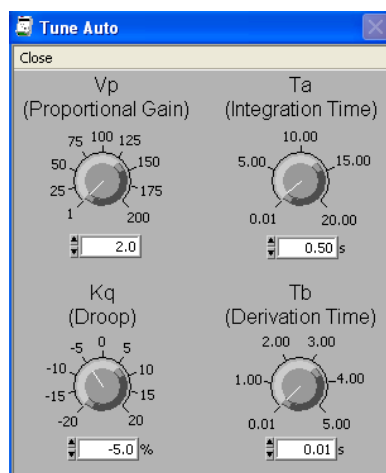 Tune Auto
Close
Vp
(Proportional Gain)
75 100 125
50 150
25 175
1 200
2.0
Ta
(Integration Time)
10.00
5.00 15.00
0.01 20.00
0.50 s
Kq
(Droop)
0
-5 5
-10 10
-15 15
-20 20
-5.0 %
Tb
(Derivation Time)
2.00 3.00
1.00 4.00
0.01 5.00
0.01 s